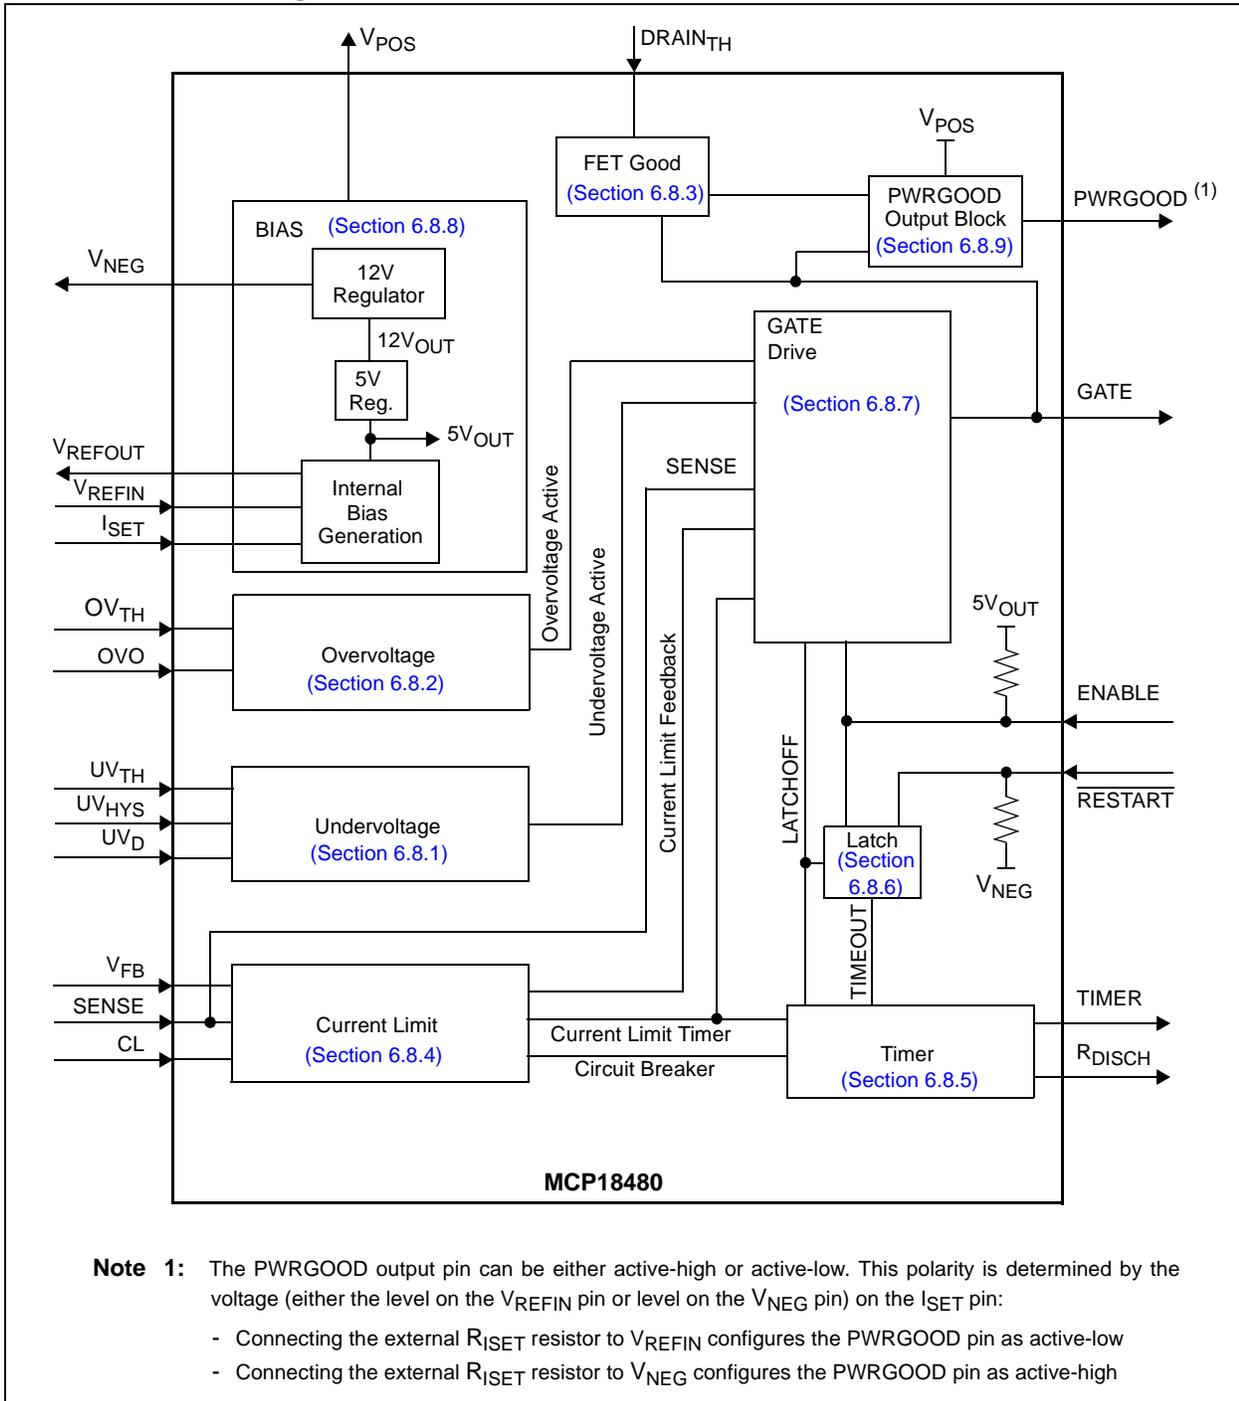 VPOS
DRAINTH
VPOS
FET Good
(Section 6.8.3)
PWRGOOD
Output Block
(Section 6.8.9)
PWRGOOD (1)
BIAS (Section 6.8.8)
VNEG
12V
Regulator
12VOUT
5V
Reg.
5VOUT
VREFOUT
VREFIN
ISET
Internal
Bias
Generation
GATE
Drive
(Section 6.8.7)
GATE
SENSE
Overvoltage Active
Undervoltage Active
Current Limit Feedback
OVTH
OVO
Overvoltage
(Section 6.8.2)
5VOUT
ENABLE
RESTART
VNEG
LATCHOFF
Latch
(Section
6.8.6)
TIMEOUT
UVTH
UVHYS
UVD
Undervoltage
(Section 6.8.1)
VFB
SENSE
CL
Current Limit
(Section 6.8.4)
Current Limit Timer
Circuit Breaker
Timer
(Section 6.8.5)
TIMER
RDISCH
MCP18480
Note 1: The PWRGOOD output pin can be either active-high or active-low. This polarity is determined by the
voltage (either the level on the VREFIN pin or level on the VNEG pin) on the ISET pin:
- Connecting the external RISET resistor to VREFIN configures the PWRGOOD pin as active-low
- Connecting the external RISET resistor to VNEG configures the PWRGOOD pin as active-high